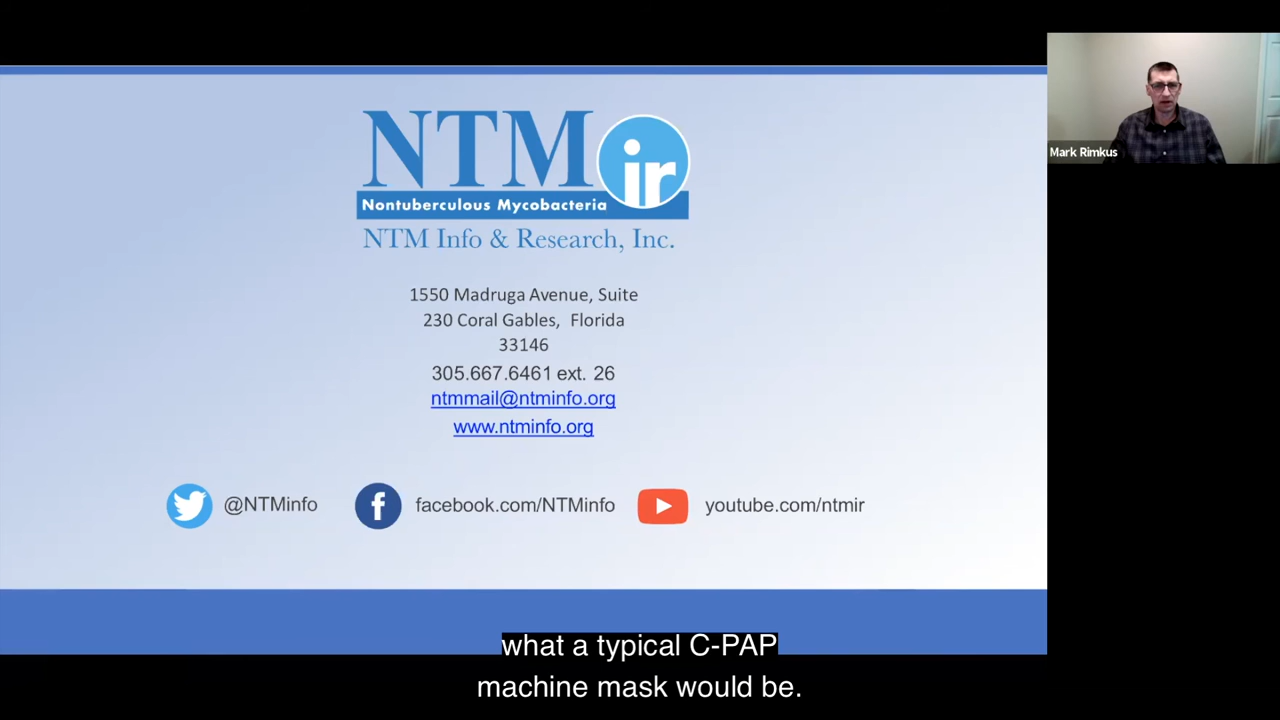 NTM
ir
Nontuberculous Mycobacteria
NTM Info & Research, Inc.
1550 Madruga Avenue, Suite
230 Coral Gables, Florida
33146
305.667.6461 ext. 26
ntmmail@ntminfo.org
www.ntminfo.org
@NTMinfo
facebook.com/NTMinfo
youtube.com/ntmir
Mark Rimkus
what a typical C-PAP
machine mask would be.